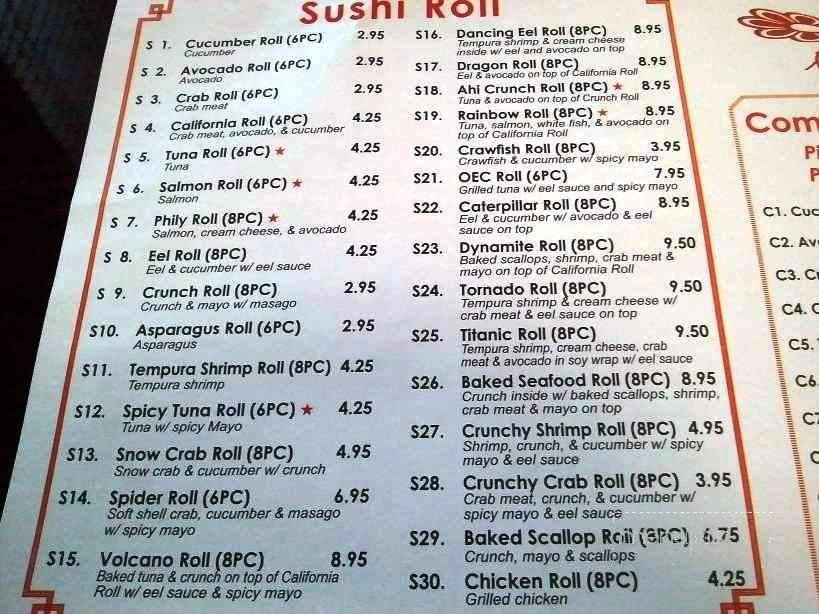 Sushi Roll
S 1. Cucumber Roll (6PC) 2.95
Cucumber
S 2. Avocado Roll (6PC) 2.95
Avocado
S 3. Crab Roll (6PC) 2.95
Crab meat
S 4. California Roll (6PC) 4.25
Crab meat, avocado, & cucumber
S 5. Tuna Roll (6PC) ★ 4.25
Tuna
S 6. Salmon Roll (6PC) ★ 4.25
Salmon
S 7. Phily Roll (8PC) ★ 4.25
Salmon, cream cheese, & avocado
S 8. Eel Roll (8PC) 4.25
Eel & cucumber w/ eel sauce
S 9. Crunch Roll (8PC) 2.95
Crunch & mayo w/ masago
S10. Asparagus Roll (6PC) 2.95
Asparagus
S11. Tempura Shrimp Roll (8PC) 4.25
Tempura shrimp
S12. Spicy Tuna Roll (6PC) ★ 4.25
Tuna w/ spicy Mayo
S13. Snow Crab Roll (8PC) 4.95
Snow crab & cucumber w/ crunch
S14. Spider Roll (6PC) 6.95
Soft shell crab, cucumber & masago
w/ spicy mayo
S15. Volcano Roll (8PC) 8.95
Baked tuna & crunch on top of California
Roll w/ eel sauce & spicy mayo
S16. Dancing Eel Roll (8PC) 8.95
Tempura shrimp & cream cheese
inside w/ eel and avocado on top
S17. Dragon Roll (8PC) 8.95
Eel & avocado on top of California Roll
S18. Ahi Crunch Roll (8PC) ★ 8.95
Tuna & avocado on top of Crunch Roll
S19. Rainbow Roll (8PC) ★ 8.95
Tuna, salmon, white fish, & avocado on
top of California Roll
S20. Crawfish Roll (8PC) 3.95
Crawfish & cucumber w/ spicy mayo
S21. OEC Roll (6PC) 7.95
Grilled tuna w/ eel sauce and spicy mayo
S22. Caterpillar Roll (8PC) 8.95
Eel & cucumber w/ avocado & eel
sauce on top
S23. Dynamite Roll (8PC) 9.50
Baked scallops, shrimp, crab meat &
mayo on top of California Roll
S24. Tornado Roll (8PC) 9.50
Tempura shrimp & cream cheese w/
crab meat & eel sauce on top
S25. Titanic Roll (8PC) 9.50
Tempura shrimp, cream cheese, crab
meat & avocado in soy wrap w/ eel sauce
S26. Baked Seafood Roll (8PC) 8.95
Crunch inside w/ baked scallops, shrimp,
crab meat & mayo on top
S27. Crunchy Shrimp Roll (8PC) 4.95
Shrimp, crunch, & cucumber w/ spicy
mayo & eel sauce
S28. Crunchy Crab Roll (8PC) 3.95
Crab meat, crunch, & cucumber w/
spicy mayo & eel sauce
S29. Baked Scallop Roll (8PC) 6.75
Crunch, mayo & scallops
S30. Chicken Roll (8PC) 4.25
Grilled chicken
Com
Pi
P
C1. Cuc
C2. Av
C3. C
C4. C
C5.
C6.
C7